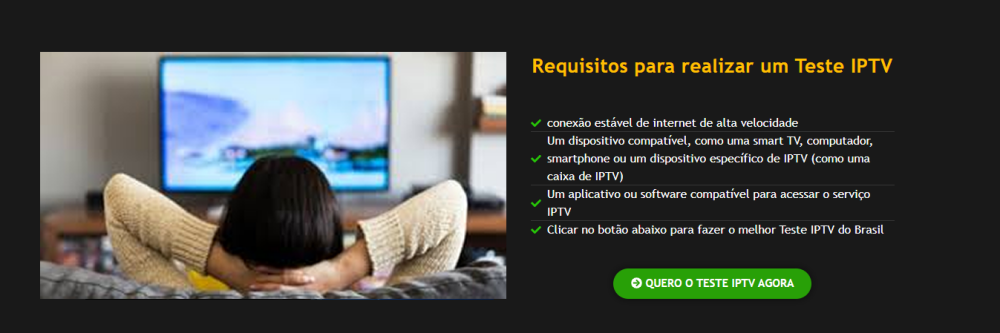 Requisitos para realizar um Teste IPTV
conexão estável de internet de alta velocidade
Um dispositivo compatível, como uma smart TV, computador,
smartphone ou um dispositivo específico de IPTV (como uma
caixa de IPTV)
Um aplicativo ou software compatível para acessar o serviço
IPTV
Clicar no botão abaixo para fazer o melhor Teste IPTV do Brasil
QUERO O TESTE IPTV AGORA